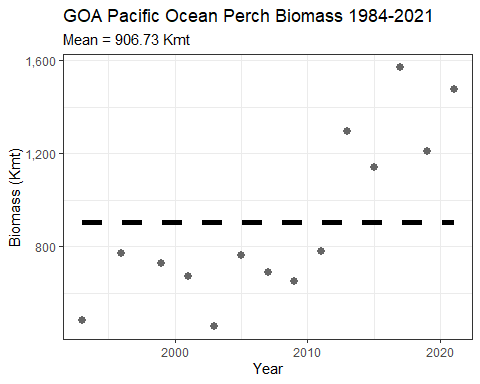 GOA Pacific Ocean Perch Biomass 1984-2021
Mean = 906.73 Kmt
1,600
1,200
800
Biomass (Kmt)
2000 2010 2020
Year